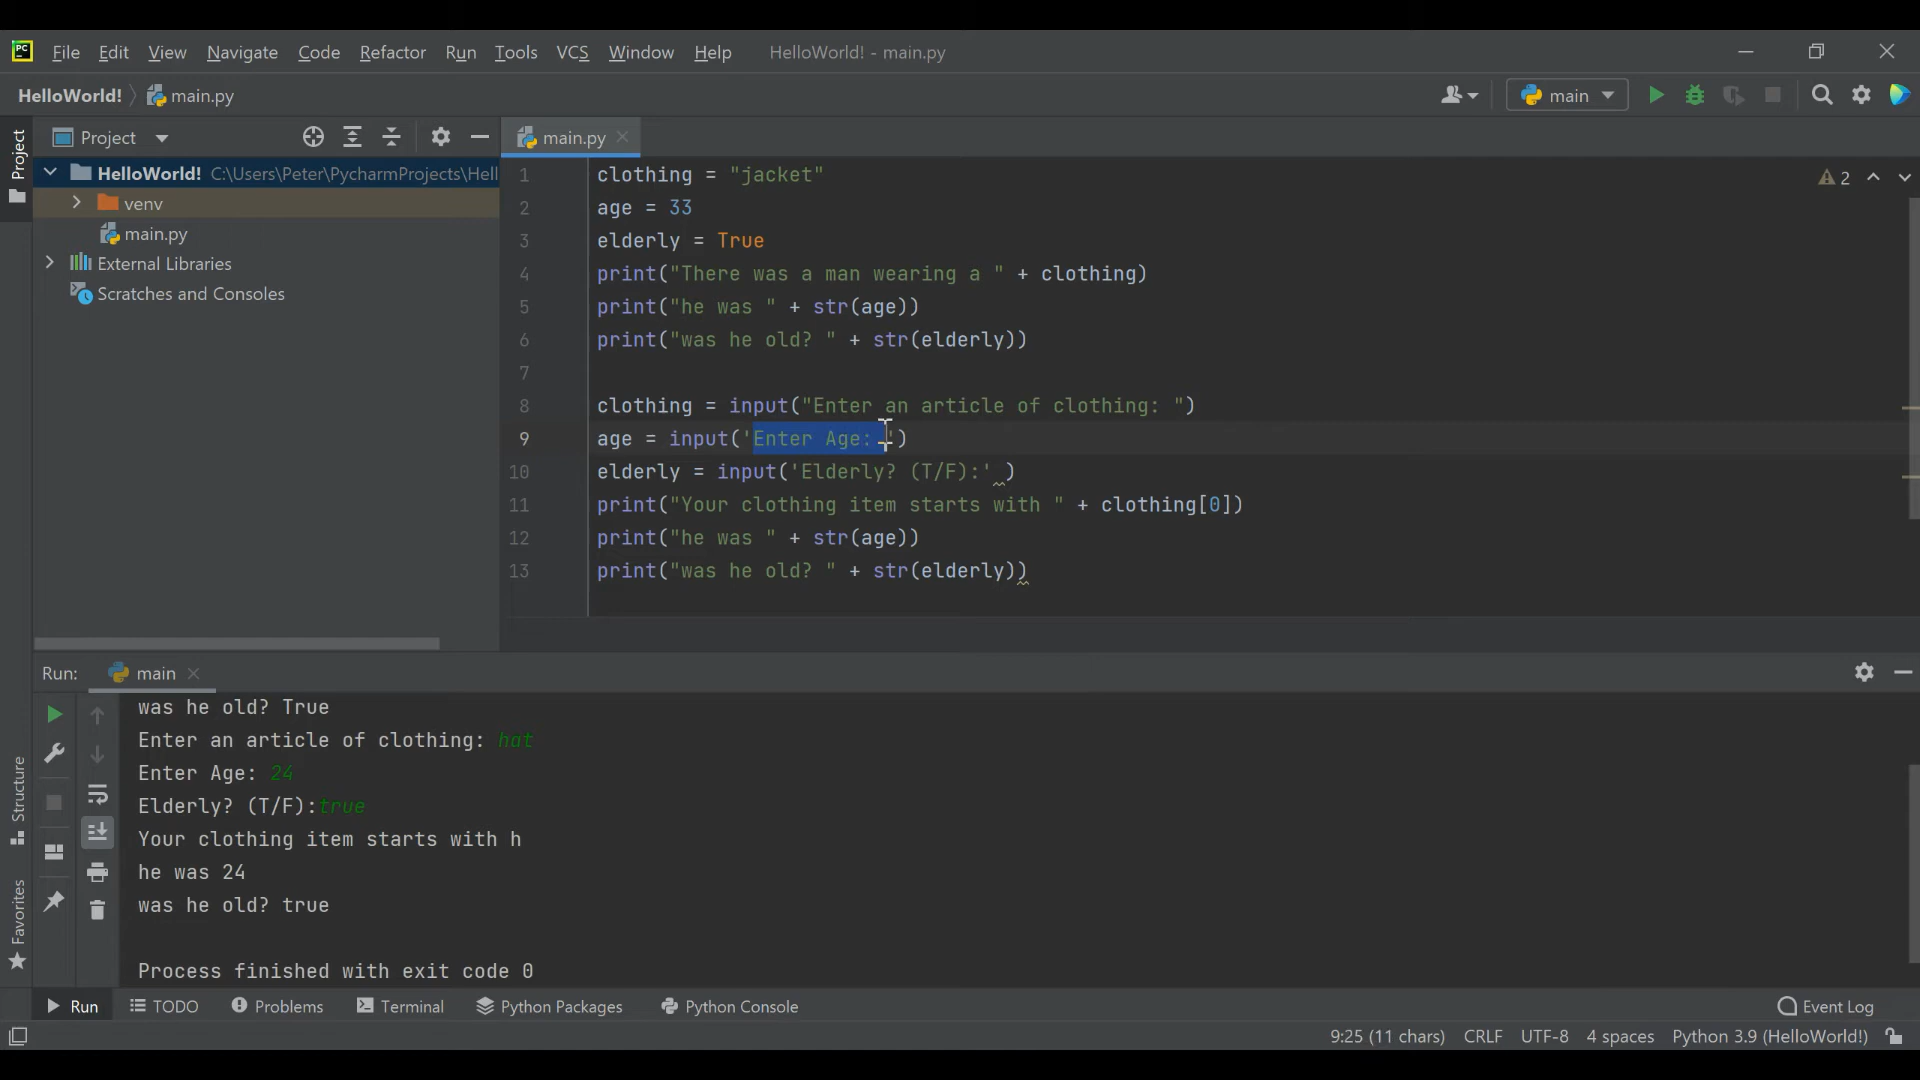 PC File Edit View Navigate Code Refactor Run Tools VCS Window Help HelloWorld! - main.py
HelloWorld! main.py main
Project main.py
Project
HelloWorld! C:\Users\Peter\PycharmProjects\Hell
venv
main.py
External Libraries
Scratches and Consoles
2
1 clothing = "jacket"
2 age = 33
3 elderly = True
4 print("There was a man wearing a " + clothing)
5 print("he was " + str(age))
6 print("was he old? " + str(elderly))
7
8 clothing = input("Enter an article of clothing: ")
9 age = input('Enter Age: ')
10 elderly = input('Elderly? (T/F):' )
11 print("Your clothing item starts with " + clothing[0])
12 print("he was " + str(age))
13 print("was he old? " + str(elderly))
Run: main
was he old? True
Enter an article of clothing: hat
Enter Age: 24
Elderly? (T/F):true
Your clothing item starts with h
he was 24
was he old? true
Process finished with exit code 0
Structure
Favorites
Run TODO Problems Terminal Python Packages Python Console Event Log
9:25 (11 chars) CRLF UTF-8 4 spaces Python 3.9 (HelloWorld!)